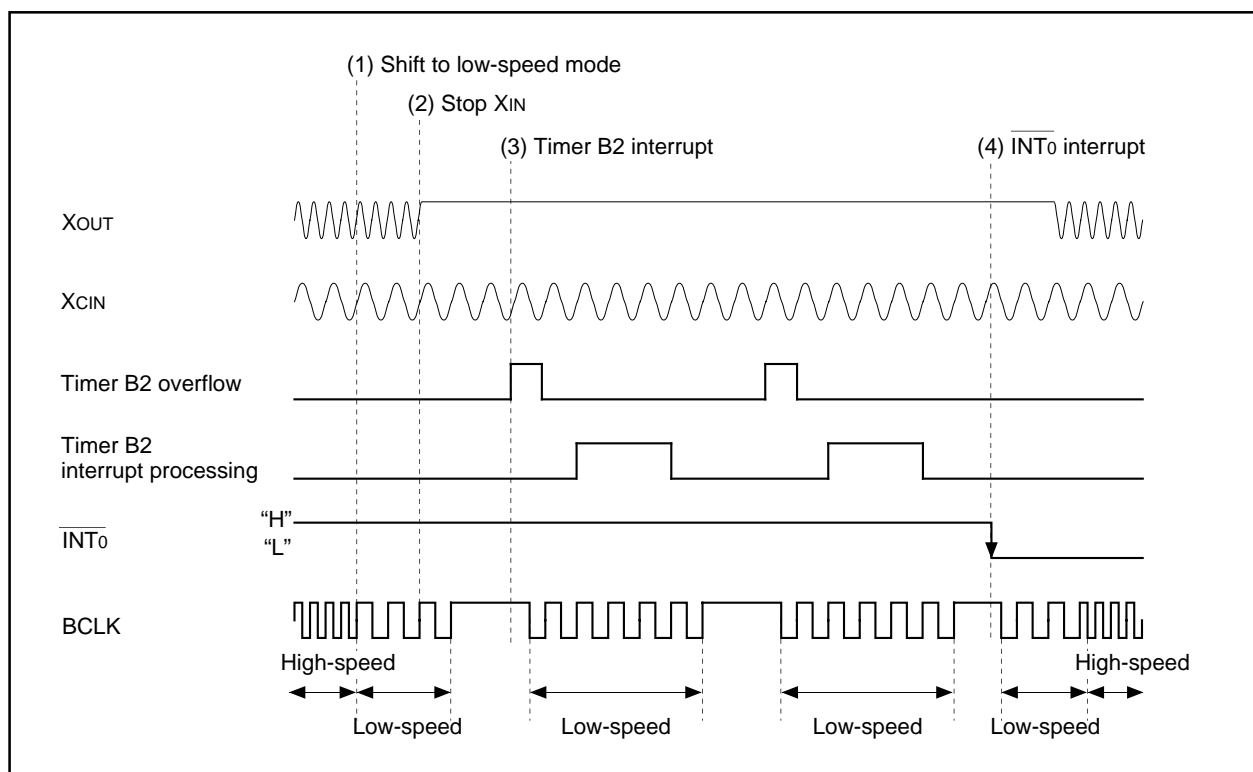 (1) Shift to low-speed mode
(2) Stop XIN
(3) Timer B2 interrupt
(4) INT0 interrupt
XOUT
XCIN
Timer B2 overflow
Timer B2
interrupt processing
INT0
“H”
“L”
BCLK
High-speed
High-speed
Low-speed
Low-speed
Low-speed
Low-speed